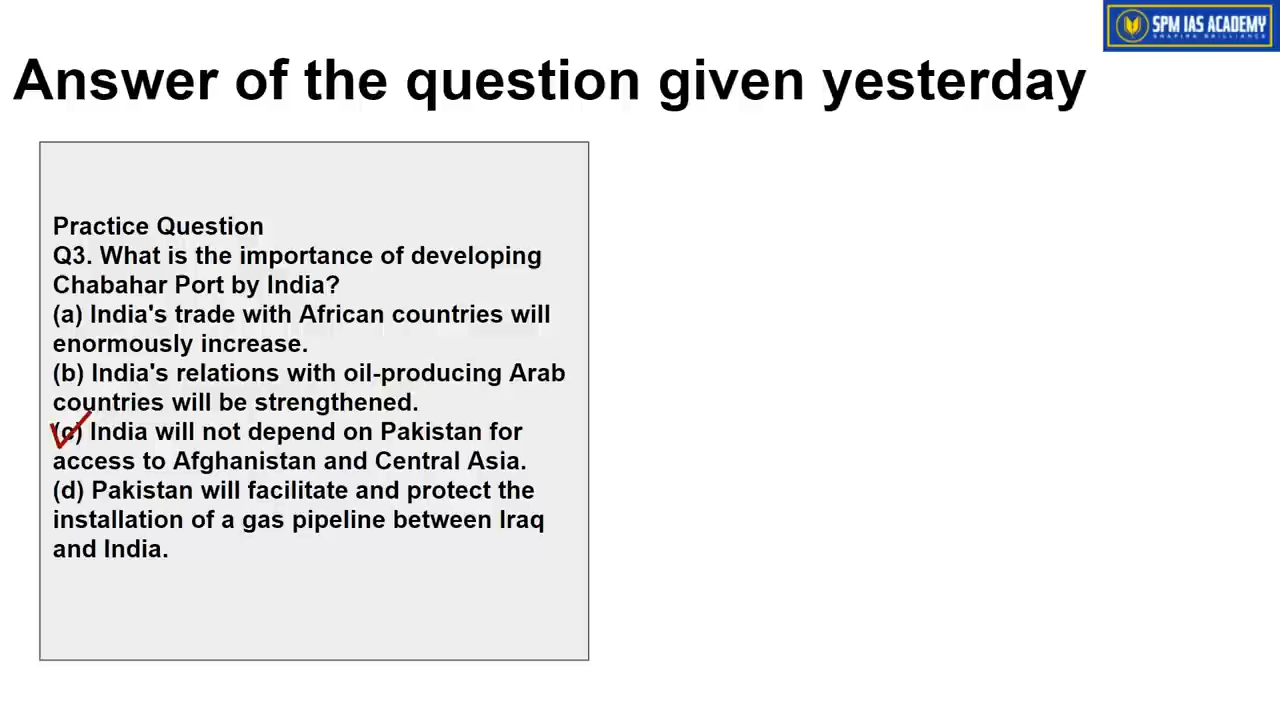 SPM IAS ACADEMY
Answer of the question given yesterday
Practice Question
Q3. What is the importance of developing
Chabahar Port by India?
(a) India's trade with African countries will
enormously increase.
(b) India's relations with oil-producing Arab
countries will be strengthened.
(c) India will not depend on Pakistan for
access to Afghanistan and Central Asia.
(d) Pakistan will facilitate and protect the
installation of a gas pipeline between Iraq
and India.